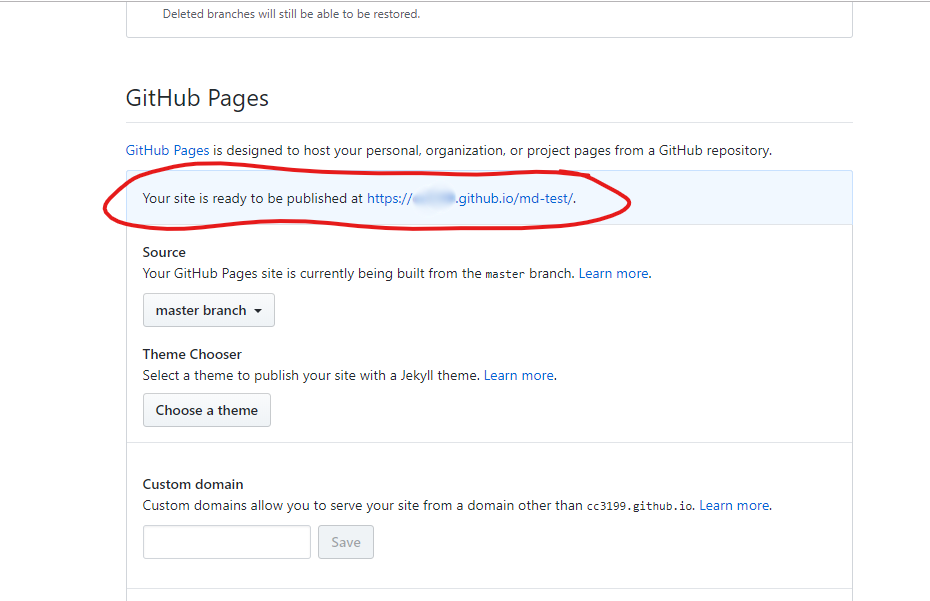 Deleted branches will still be able to be restored.
GitHub Pages
GitHub Pages is designed to host your personal, organization, or project pages from a GitHub repository.
Your site is ready to be published at https://.github.io/md-test/.
Source
Your GitHub Pages site is currently being built from the master branch. Learn more.
master branch
Theme Chooser
Select a theme to publish your site with a Jekyll theme. Learn more.
Choose a theme
Custom domain
Custom domains allow you to serve your site from a domain other than cc3199.github.io. Learn more.
Save